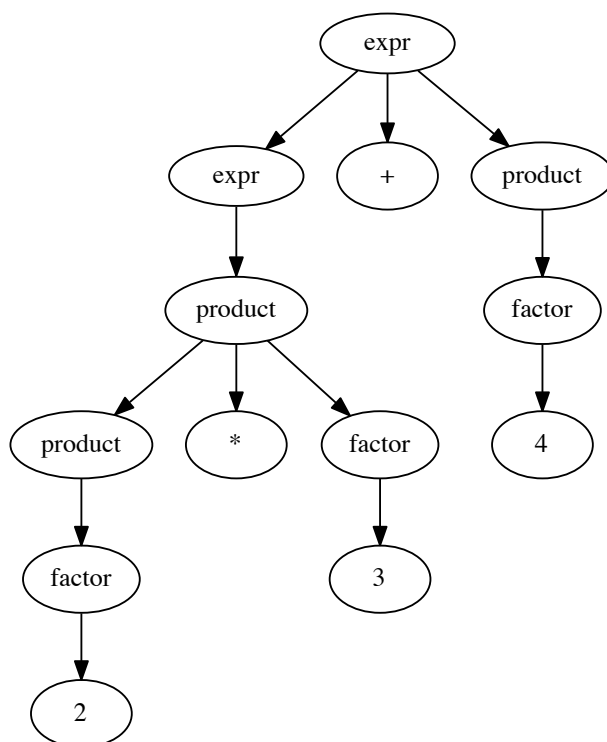 expr
expr + product
product factor
product * factor 4
factor 3
2